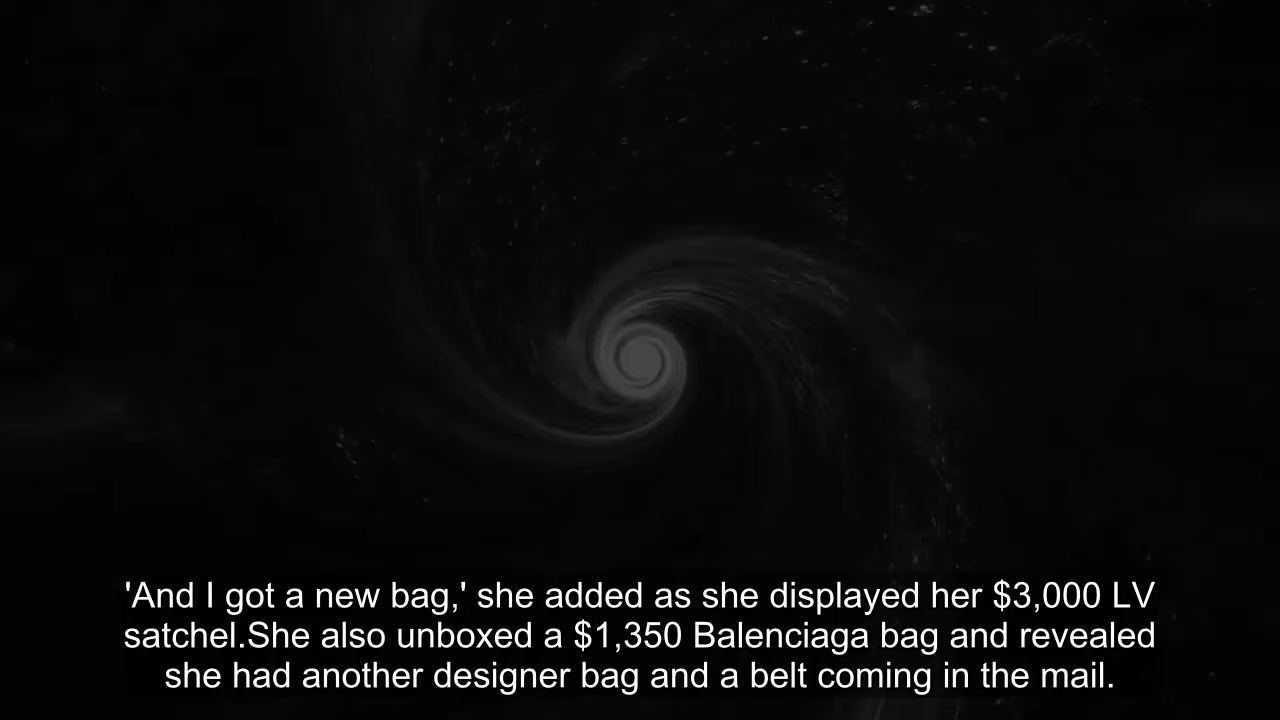 'And I got a new bag,' she added as she displayed her $3,000 LV
satchel.She also unboxed a $1,350 Balenciaga bag and revealed
she had another designer bag and a belt coming in the mail.